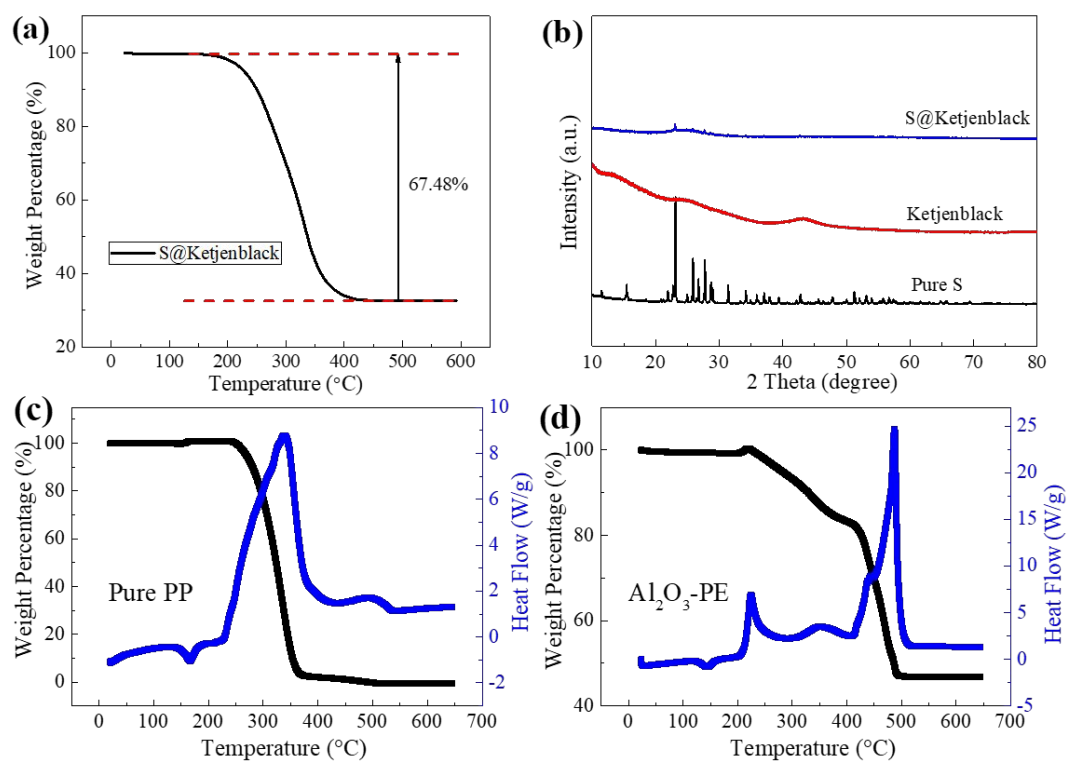 (a)
100
80
60
40
20
Weight Percentage (%)
67.48%
S@Ketjenblack
0 100 200 300 400 500 600
Temperature (°C)
(b)
Intensity (a.u.)
S@Ketjenblack
Ketjenblack
Pure S
10 20 30 40 50 60 70 80
2 Theta (degree)
(c)
100
80
60
40
20
0
Weight Percentage (%)
Pure PP
10
8
6
4
2
0
-2
Heat Flow (W/g)
0 100 200 300 400 500 600 700
Temperature (°C)
(d)
100
80
60
40
Weight Percentage (%)
Al₂O₃-PE
25
20
15
10
5
0
-5
Heat Flow (W/g)
0 100 200 300 400 500 600 700
Temperature (°C)